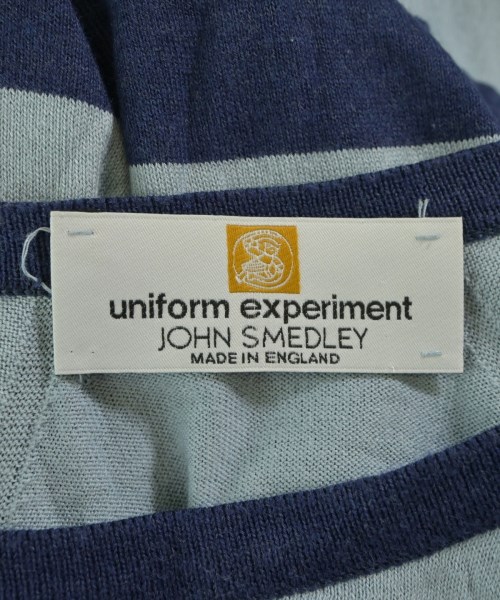 uniform experiment
JOHN SMEDLEY
MADE IN ENGLAND